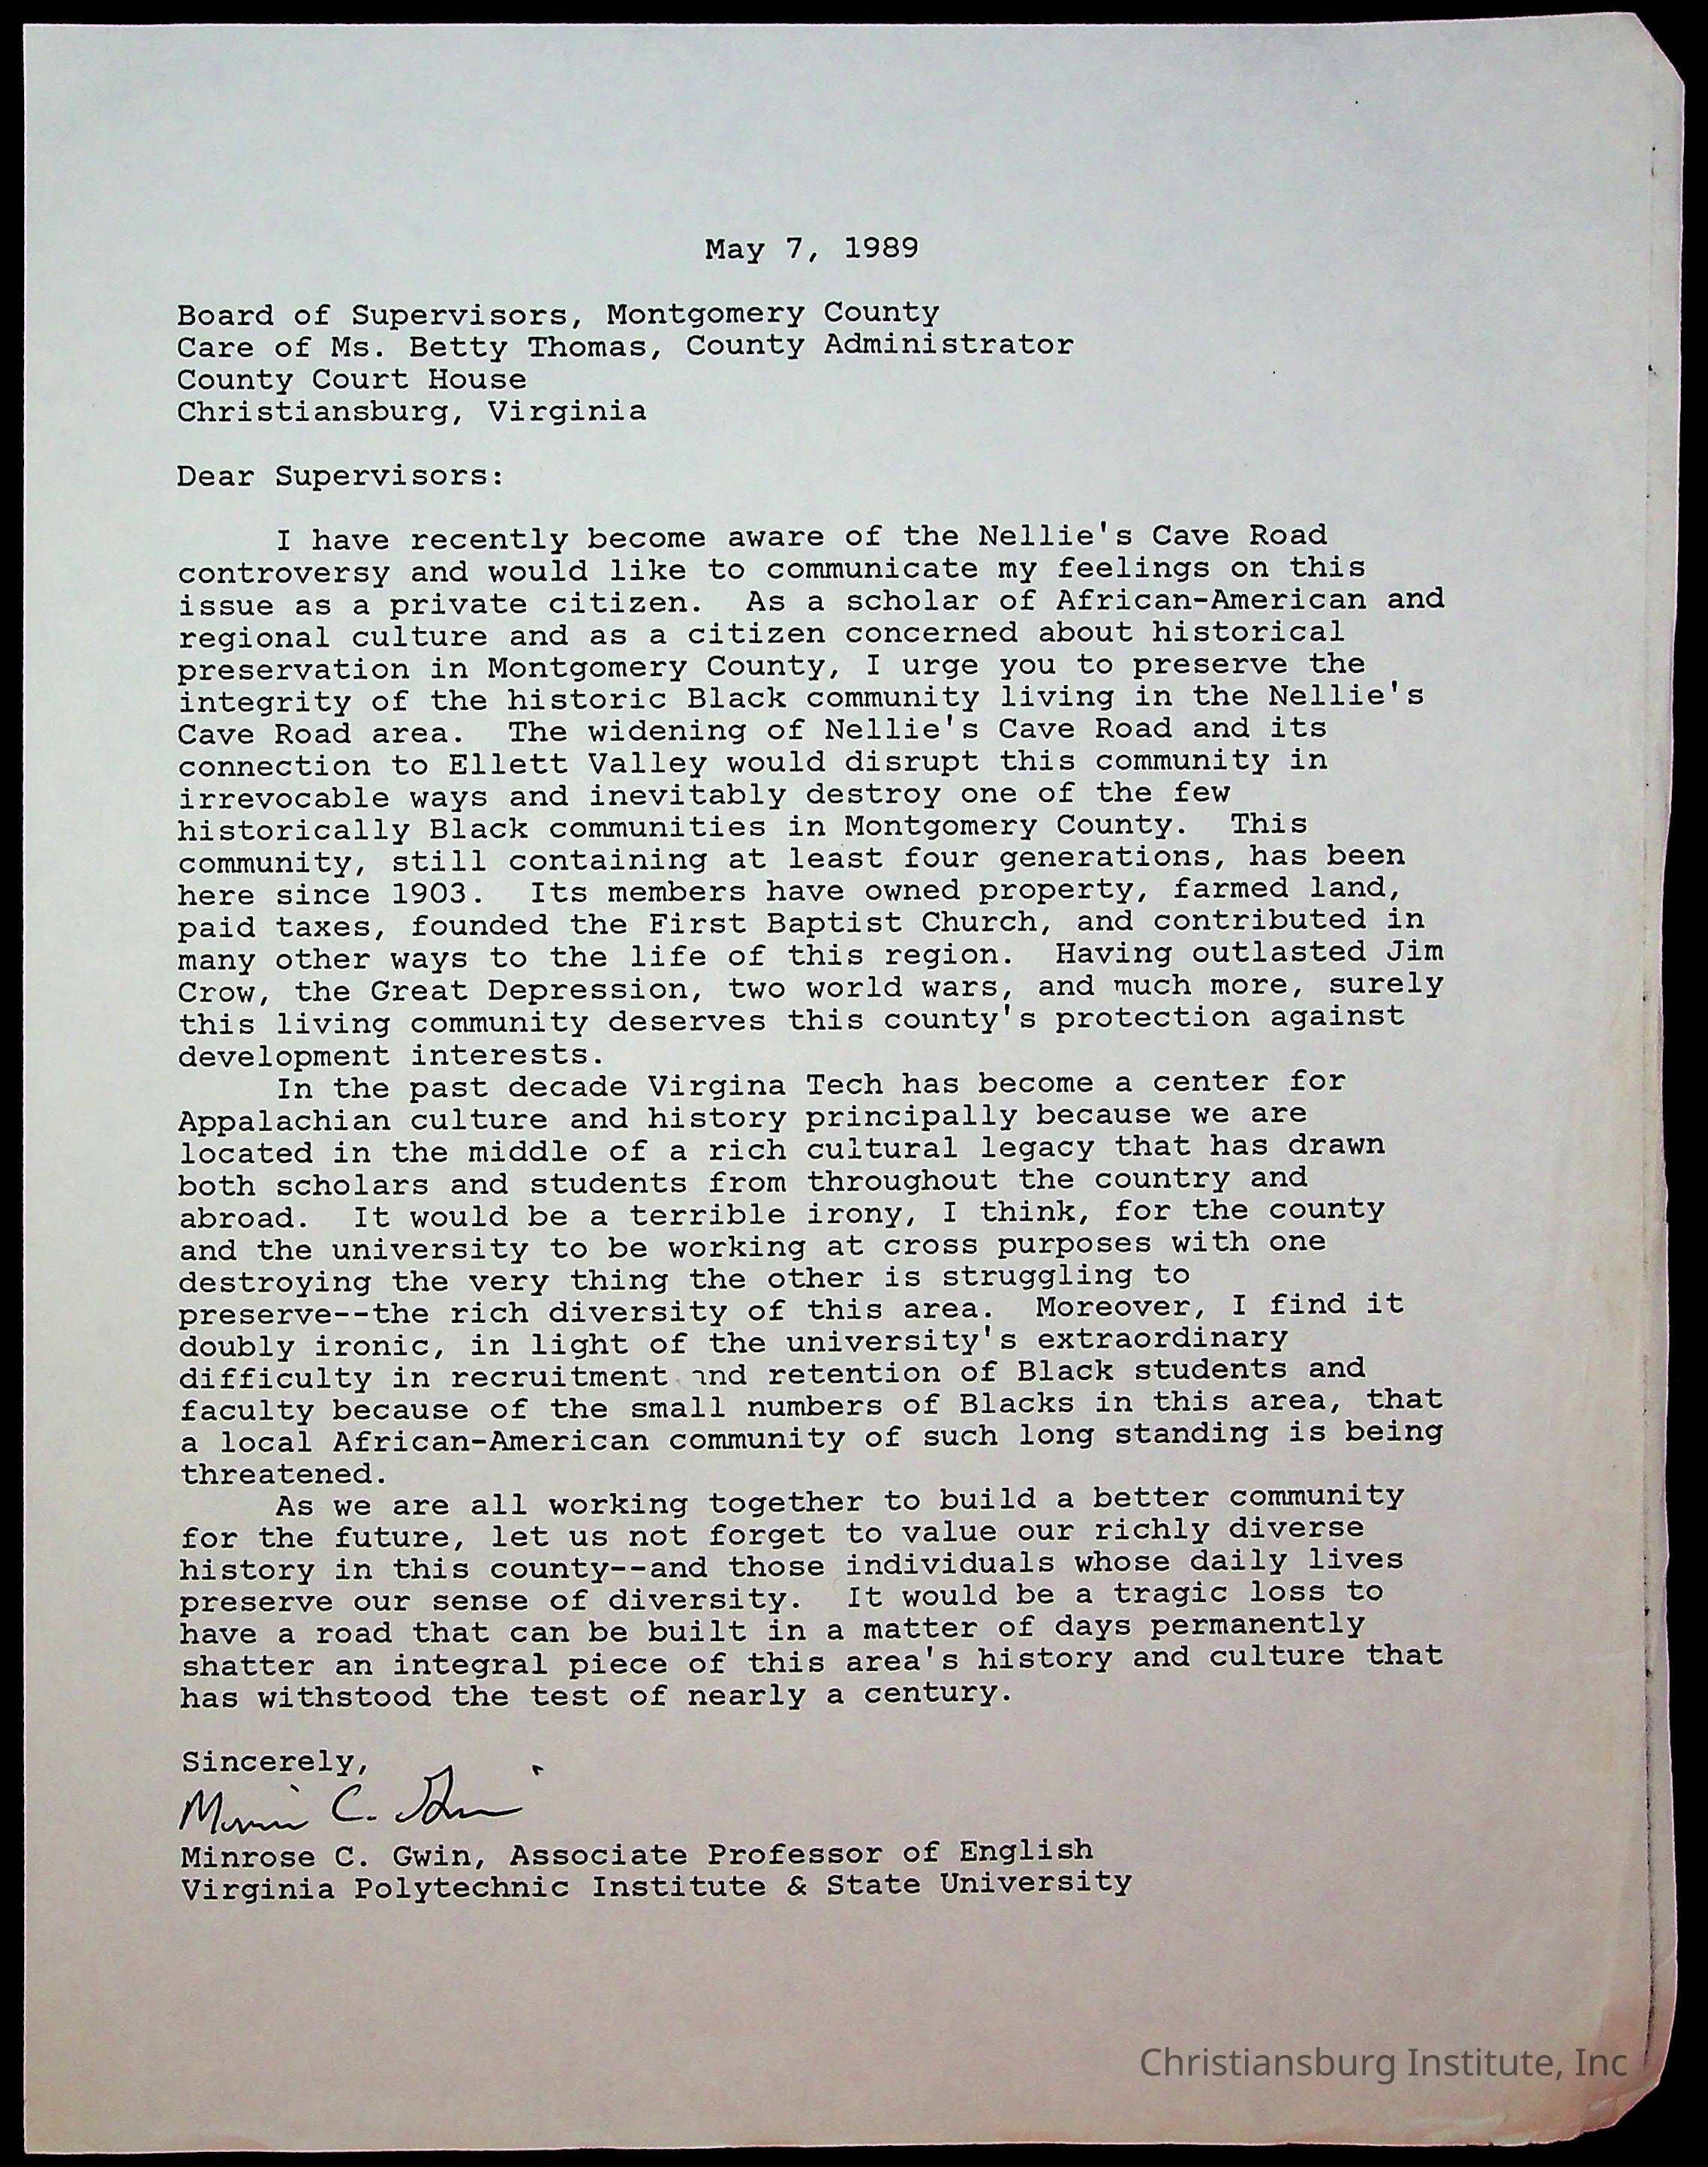 May 7, 1989
Board of Supervisors, Montgomery County
Care of Ms. Betty Thomas, County Administrator
County Court House
Christiansburg, Virginia
Dear Supervisors:
I have recently become aware of the Nellie's Cave Road
controversy and would like to communicate my feelings on this
issue as a private citizen.  As a scholar of African-American and
regional culture and as a citizen concerned about historical
preservation in Montgomery County, I urge you to preserve the
integrity of the historic Black community living in the Nellie's
Cave Road area.  The widening of Nellie's Cave Road and its
connection to Ellett Valley would disrupt this community in
irrevocable ways and inevitably destroy one of the few
historically Black communities in Montgomery County.  This
community, still containing at least four generations, has been
here since 1903.  Its members have owned property, farmed land,
paid taxes, founded the First Baptist Church, and contributed in
many other ways to the life of this region.  Having outlasted Jim
Crow, the Great Depression, two world wars, and much more, surely
this living community deserves this county's protection against
development interests.
In the past decade Virgina Tech has become a center for
Appalachian culture and history principally because we are
located in the middle of a rich cultural legacy that has drawn
both scholars and students from throughout the country and
abroad.  It would be a terrible irony, I think, for the county
and the university to be working at cross purposes with one
destroying the very thing the other is struggling to
preserve--the rich diversity of this area.  Moreover, I find it
doubly ironic, in light of the university's extraordinary
difficulty in recruitment and retention of Black students and
faculty because of the small numbers of Blacks in this area, that
a local African-American community of such long standing is being
threatened.
As we are all working together to build a better community
for the future, let us not forget to value our richly diverse
history in this county--and those individuals whose daily lives
preserve our sense of diversity.  It would be a tragic loss to
have a road that can be built in a matter of days permanently
shatter an integral piece of this area's history and culture that
has withstood the test of nearly a century.
Sincerely,
Minrose C. Gwin, Associate Professor of English
Virginia Polytechnic Institute & State University
Christiansburg Institute, Inc